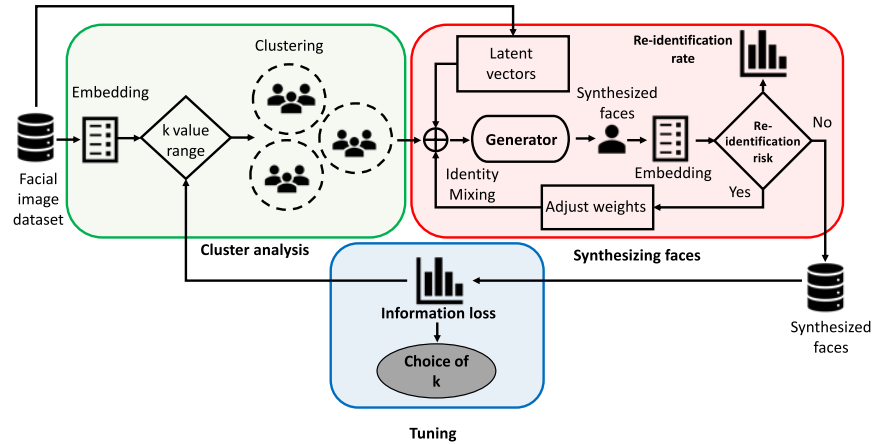 Clustering
Embedding
k value
range
Facial
image
dataset
Cluster analysis
Latent
vectors
Re-identification
rate
Synthesized
faces
Generator
Identity
Mixing
Embedding
Re-
identification
risk
No
Yes
Adjust weights
Synthesizing faces
Synthesized
faces
Information loss
Choice of
k
Tuning